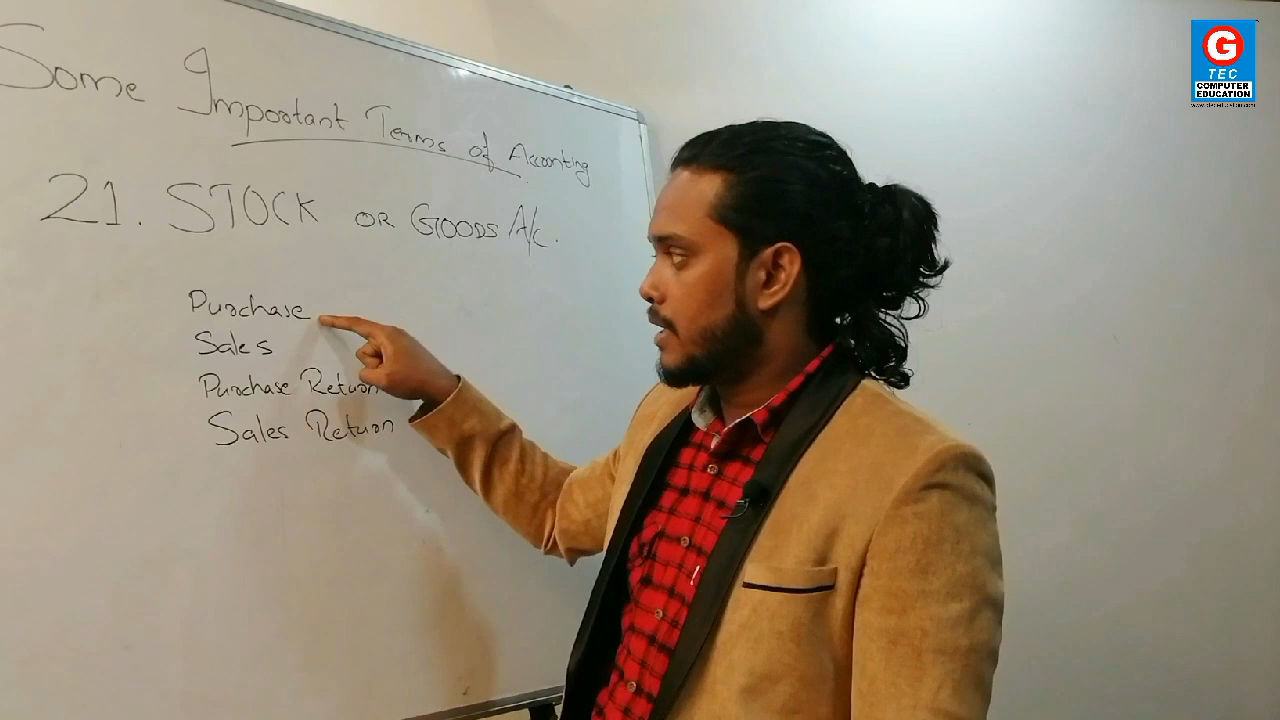 Some Important Terms of Accounting
21. STOCK OR GOODS A/c.
Purchase
Sales
Purchase Return
Sales Return
G
TEC
COMPUTER
EDUCATION